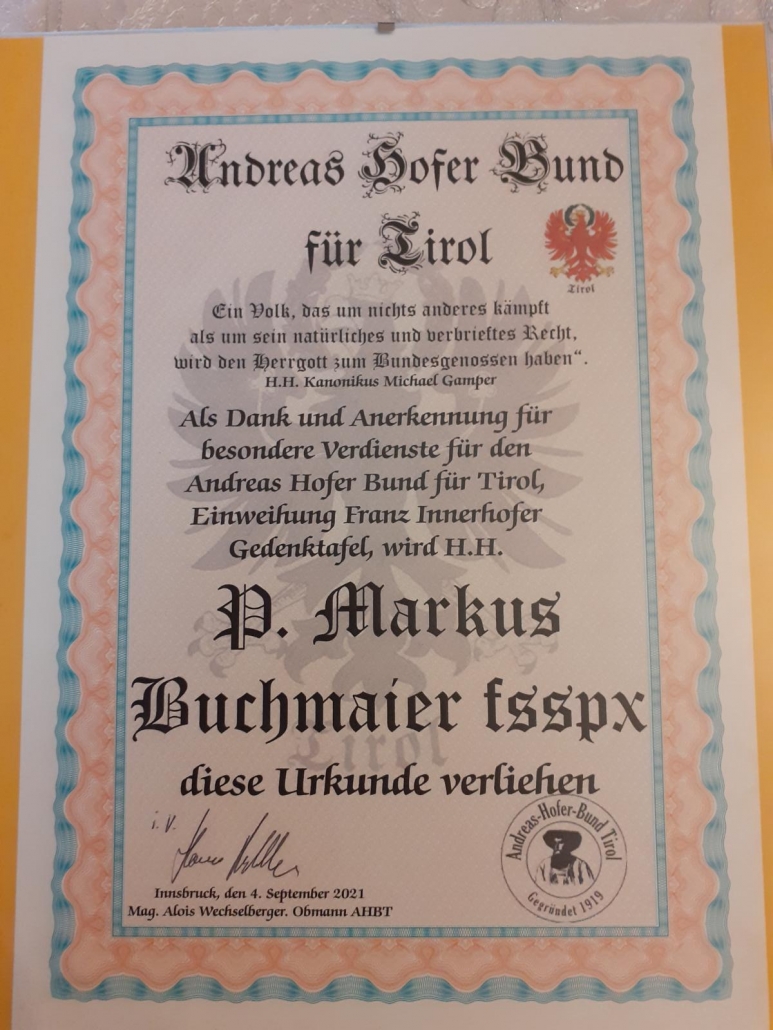 Andreas Hofer Bund
für Tirol
Tirol
Ein Volk, das um nichts anderes kämpft
als um sein natürliches und verbrieftes Recht,
wird den Herrgott zum Bundesgenossen haben“.
H.H. Kanonikus Michael Gamper
Als Dank und Anerkennung für
besondere Verdienste für den
Andreas Hofer Bund für Tirol,
Einweihung Franz Innerhofer
Gedenktafel, wird H.H.
P. Markus
Buchmaier fsspx
Tirol
diese Urkunde verliehen
i. V.
Innsbruck, den 4. September 2021
Mag. Alois Wechselberger. Obmann AHBT
Andreas-Hofer-Bund Tirol
Gegründet 1919